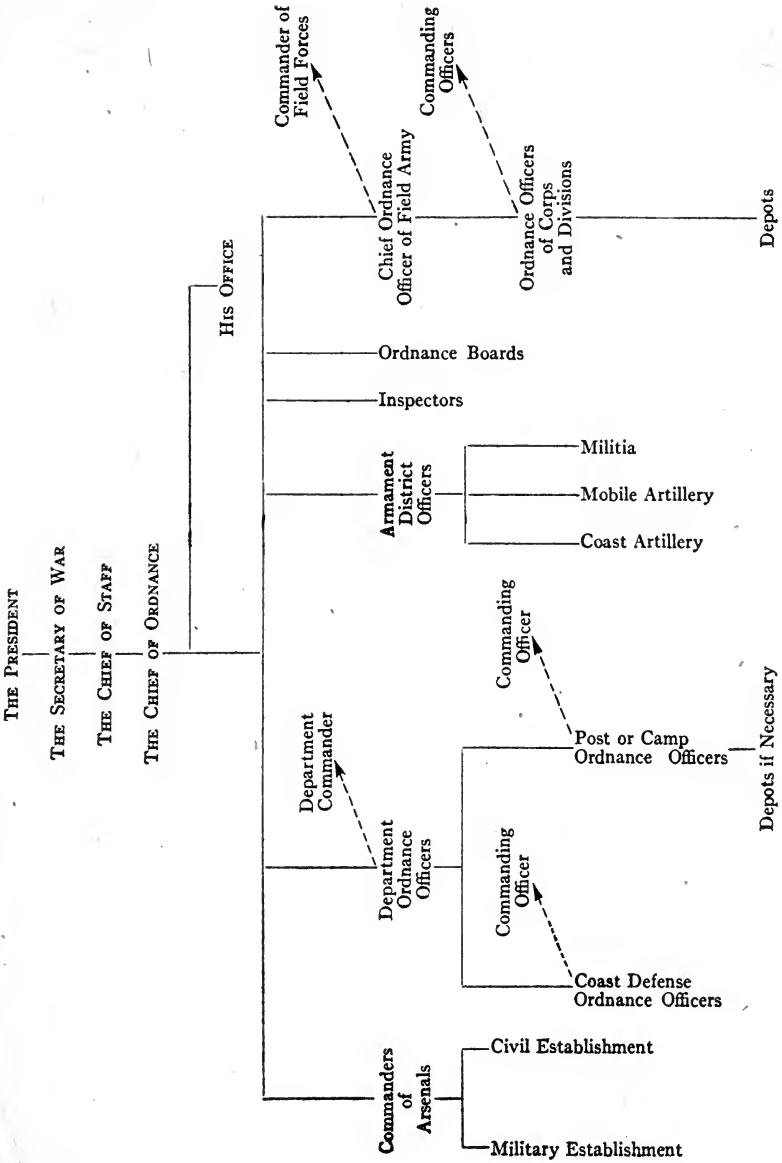 THE PRESIDENT
THE SECRETARY OF WAR
THE CHIEF OF STAFF
THE CHIEF OF ORDNANCE
HIS OFFICE
Commanders
of
Arsenals
Military Establishment
Civil Establishment
Department
Commander
Department
Ordnance
Officers
Commanding
Officer
Coast Defense
Ordnance Officers
Commanding
Officer
Post or Camp
Ordnance Officers
Depots if Necessary
Armament
District
Officers
Coast Artillery
Mobile Artillery
Militia
Inspectors
Ordnance Boards
Commander of
Field Forces
Chief Ordnance
Officer of Field Army
Commanding
Officers
Ordnance Officers
of Corps
and Divisions
Depots